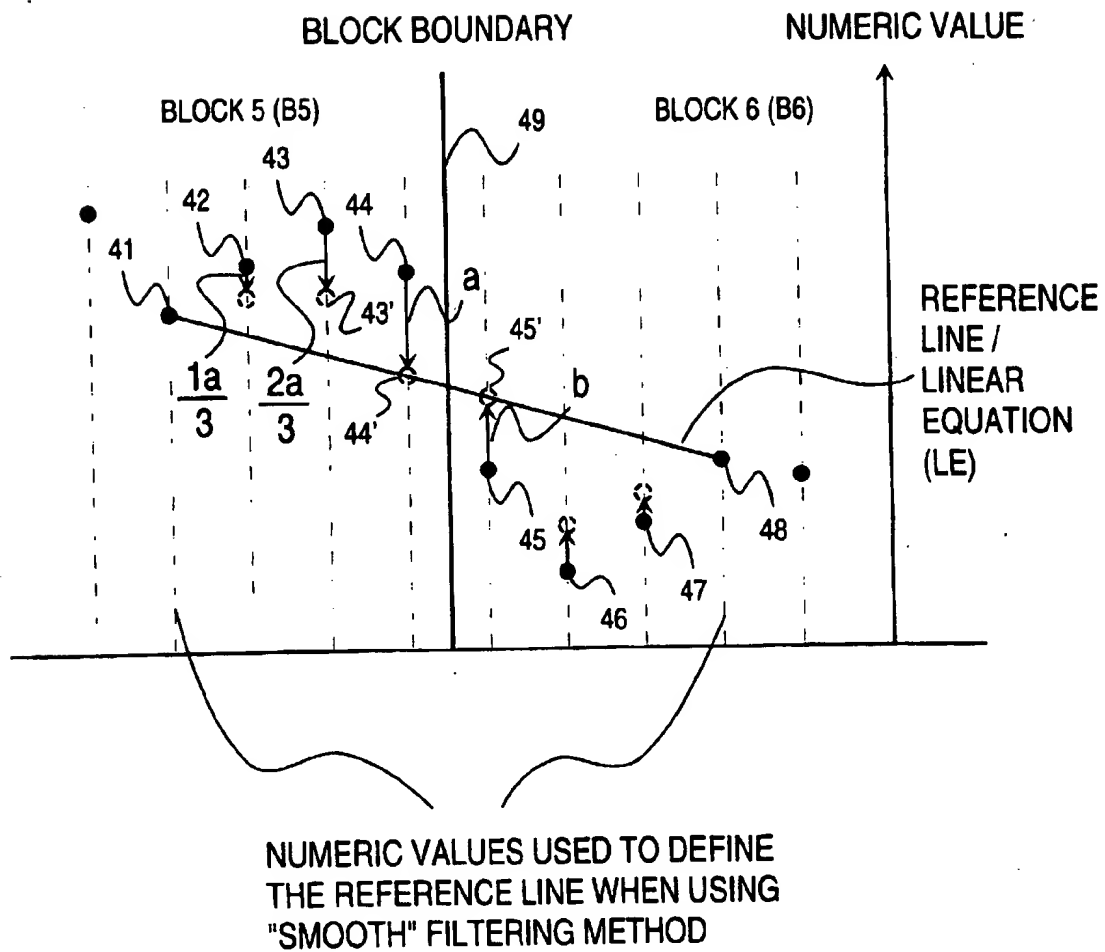 BLOCK BOUNDARY
NUMERIC VALUE
BLOCK 5 (B5)
BLOCK 6 (B6)
49
43
42
44
41
a
43'
45'
REFERENCE
LINE /
LINEAR
EQUATION
(LE)
b
1a
3
2a
3
44'
45
48
47
46
NUMERIC VALUES USED TO DEFINE
THE REFERENCE LINE WHEN USING
"SMOOTH" FILTERING METHOD